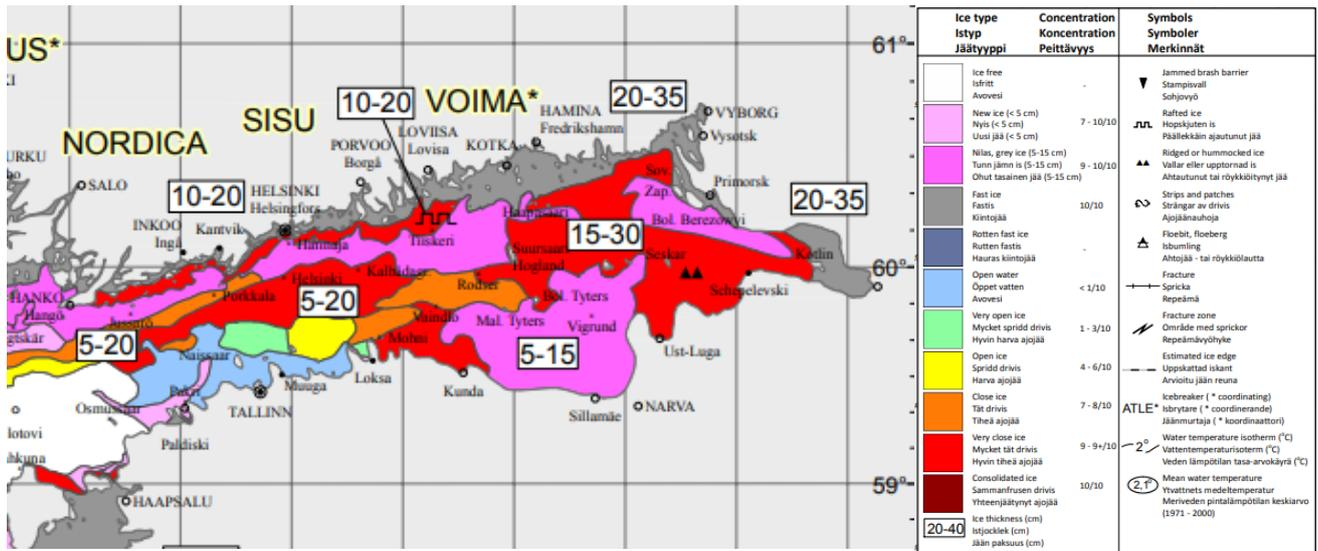 US*
KI
NORDICA
SISU
VOIMA*
10-20
20-35
61°
HAMINA
Fredrikshamn
VYBORG
Vysotsk
LOVIISA
Lovisa
KOTKA
PORVOO
Borgå
URKU
bo
SALO
10-20
HELSINKI
Helsingfors
INKOO
Ingå
Kantvik
Sov.
Zap.
Primorsk
20-35
Haapasaari
Bol. Berezovyi
15-30
Tiiskeri
Hamnaja
Suursaari
Hogland
Seskar
Kotlin
60°
Helsinki
Kalbådagr.
Rodser
Schepelevski
HANKO
Hangö
Porkkala
5-20
Bol. Tyters
Jussarö
Vaindlo
Mal. Tyters
Vigrund
gtskär
5-20
Naissaar
Mohni
5-15
Ust-Luga
Pakri
Muuga
Loksa
Kunda
Osmussaar
TALLINN
Sillamäe
NARVA
lotovi
Paldiski
hkuna
HAAPSALU
59°
Ice type
Istyp
Jäätyyppi
Concentration
Koncentration
Peittävyys
Symbols
Symboler
Merkinnät
Ice free
Isfritt
Avovesi
-
New ice (< 5 cm)
Nyis (< 5 cm)
Uusi jää (< 5 cm)
7 - 10/10
Nilas, grey ice (5-15 cm)
Tunn jämn is (5-15 cm)
Ohut tasainen jää (5-15 cm)
9 - 10/10
Fast ice
Fastis
Kiintojää
10/10
Rotten fast ice
Rutten fastis
Hauras kiintojää
-
Open water
Öppet vatten
Avovesi
< 1/10
Very open ice
Mycket spridd drivis
Hyvin harva ajojää
1 - 3/10
Open ice
Spridd drivis
Harva ajojää
4 - 6/10
Close ice
Tät drivis
Tiheä ajojää
7 - 8/10
Very close ice
Mycket tät drivis
Hyvin tiheä ajojää
9 - 9+/10
Consolidated ice
Sammanfrusen drivis
Yhteenjäätynyt ajojää
10/10
20-40
Ice thickness (cm)
Istjocklek (cm)
Jään paksuus (cm)
Jammed brash barrier
Stampisvall
Sohjovyö
Rafted ice
Hopskjuten is
Päällekkäin ajautunut jää
Ridged or hummocked ice
Vallar eller upptornad is
Ahtautunut tai röykkiöitynyt jää
Strips and patches
Strängar av drivis
Ajojäänauhoja
Floebit, floeberg
Isbumling
Ahtojää - tai röykkiölautta
Fracture
Spricka
Repeämä
Fracture zone
Område med sprickor
Repeämävyöhyke
Estimated ice edge
Uppskattad iskant
Arvioitu jään reuna
ATLE*
Icebreaker ( * coordinating)
Isbrytare ( * coordinerande)
Jäänmurtaja ( * koordinaattori)
2°
Water temperature isotherm (°C)
Vattentemperaturisoterm (°C)
Veden lämpötilan tasa-arvokäyrä (°C)
2,1°
Mean water temperature
Ytvattnets medeltemperatur
Meriveden pintalämpötilan keskiarvo
(1971 - 2000)